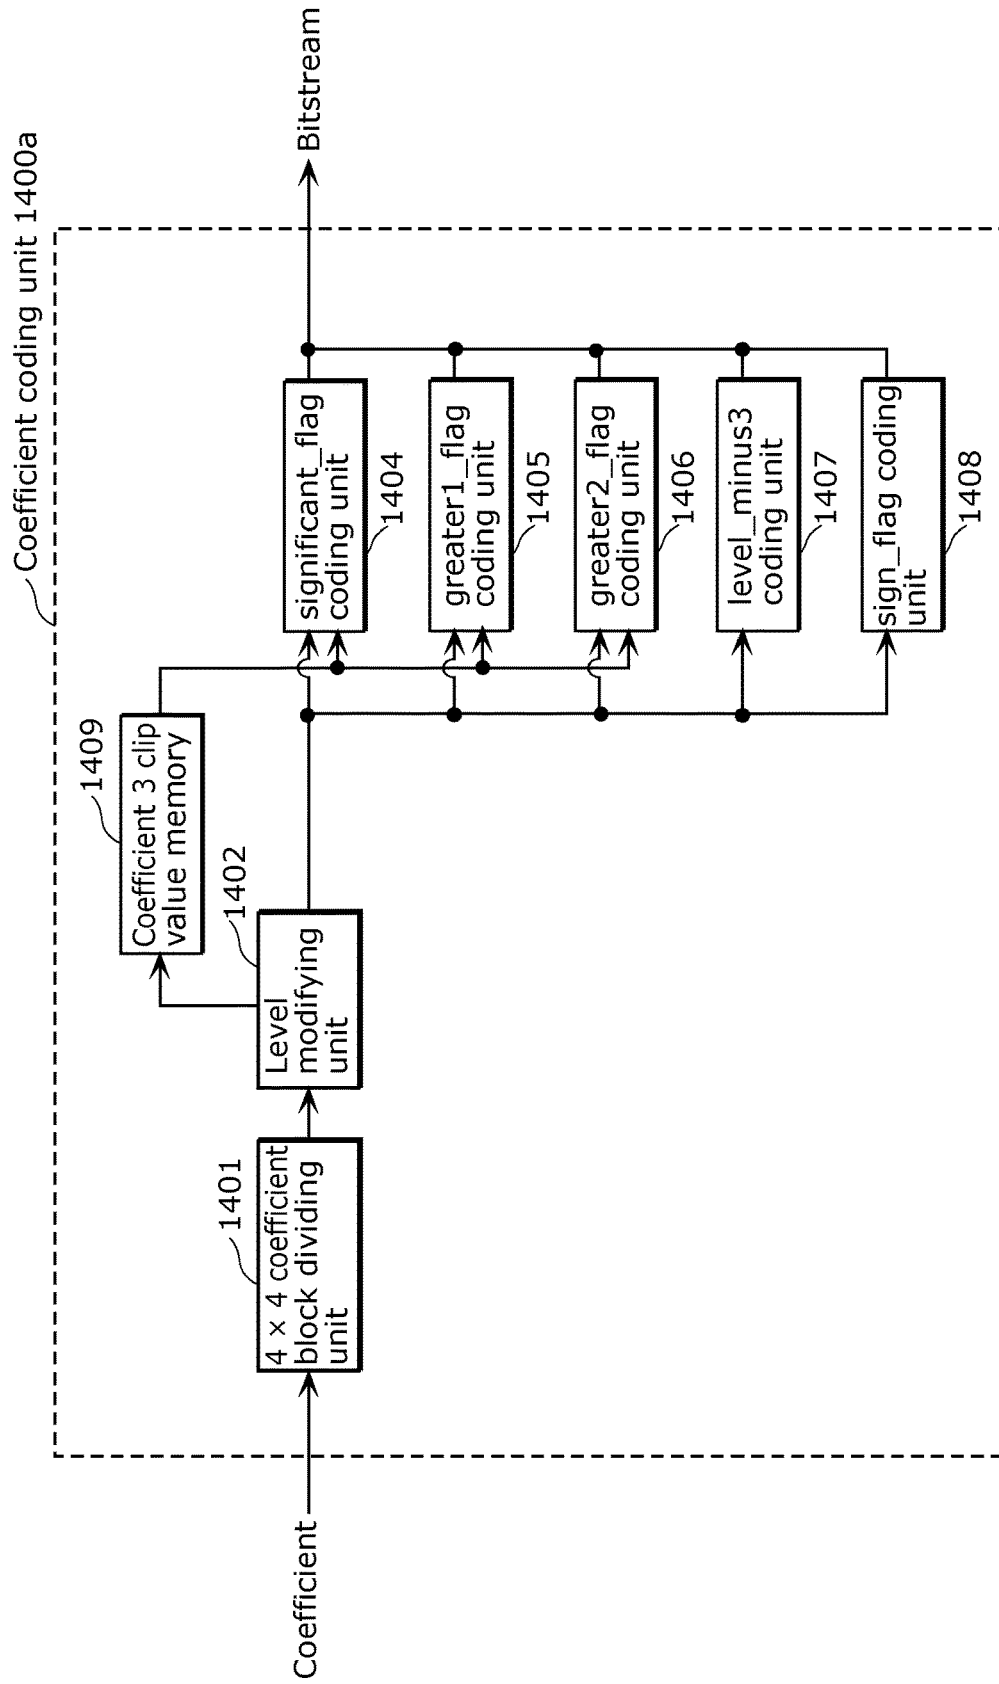 Coefficient coding unit 1400a
Coefficient
1401
4 × 4 coefficient
block dividing
unit
1402
Level
modifying
unit
1409
Coefficient 3 clip
value memory
significant_flag
coding unit
1404
greater1_flag
coding unit
1405
greater2_flag
coding unit
1406
level_minus3
coding unit
1407
sign_flag coding
unit
1408
Bitstream